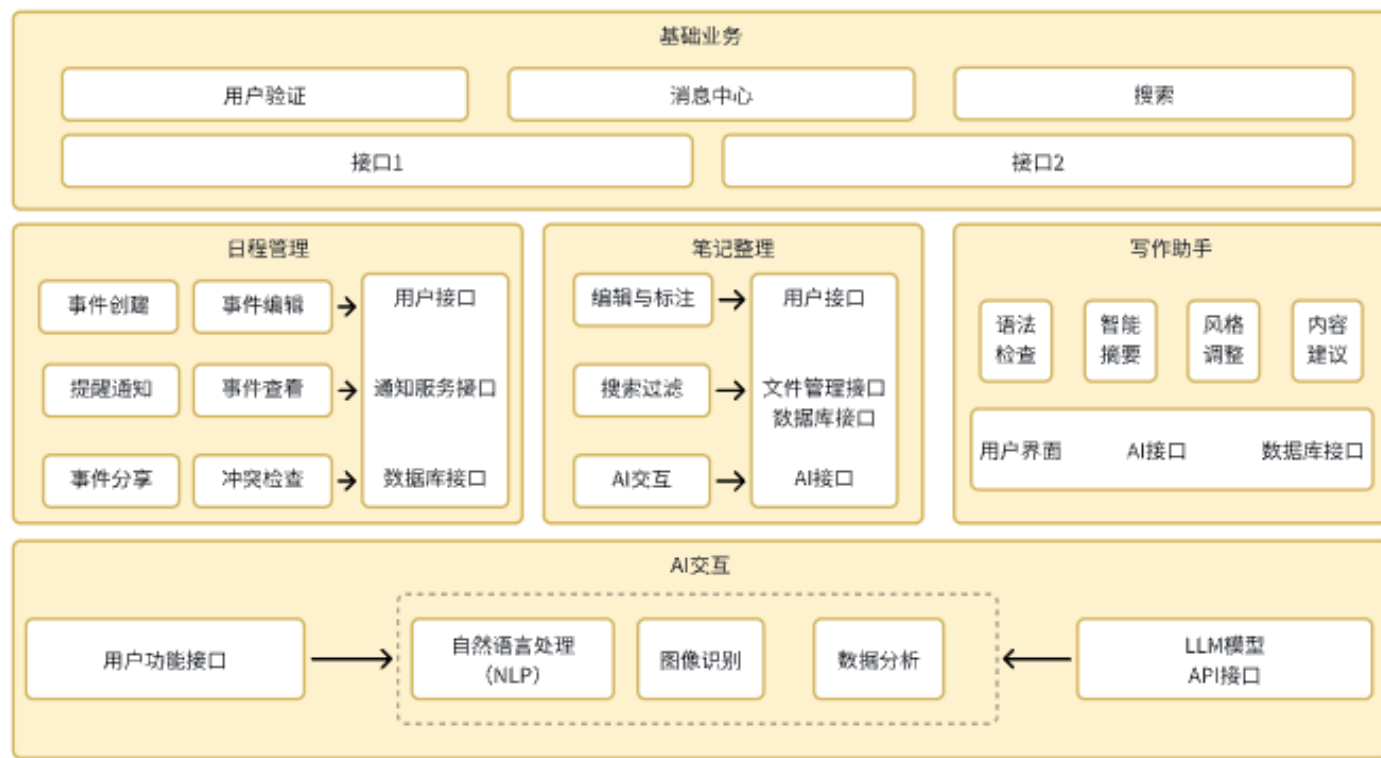 基础业务
用户验证
消息中心
搜索
接口1
接口2
日程管理
事件创建
事件编辑
用户接口
提醒通知
事件查看
通知服务接口
事件分享
冲突检查
数据库接口
笔记整理
编辑与标注
用户接口
搜索过滤
文件管理接口
数据库接口
AI交互
AI接口
写作助手
语法
检查
智能
摘要
风格
调整
内容
建议
用户界面
AI接口
数据库接口
AI交互
用户功能接口
自然语言处理
（NLP）
图像识别
数据分析
LLM模型
API接口